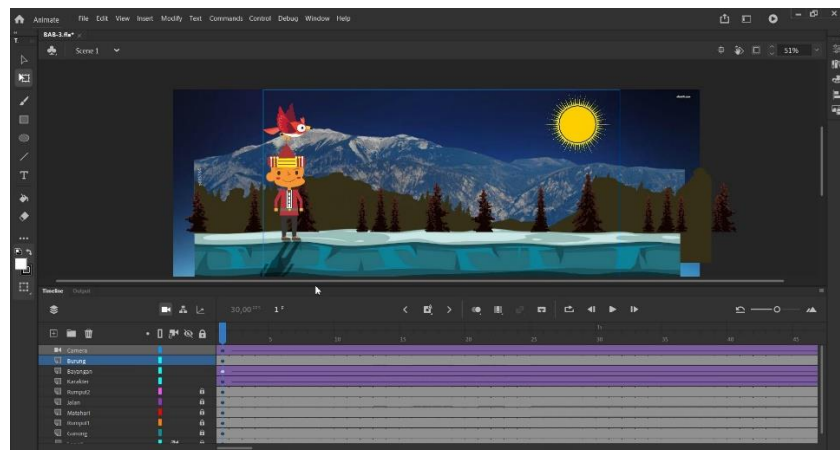 Animate File Edit View Insert Modify Text Commands Control Debug Window Help
BAB-3.fla*
Scene 1 51%
Timeline Output
30,00 FPS 1 F
1s
5 10 15 20 25 30 35 40 45
Camera
Burung
Bayangan
Karakter
Rumput2
Jalan
Matahari
Rumput1
Gunung